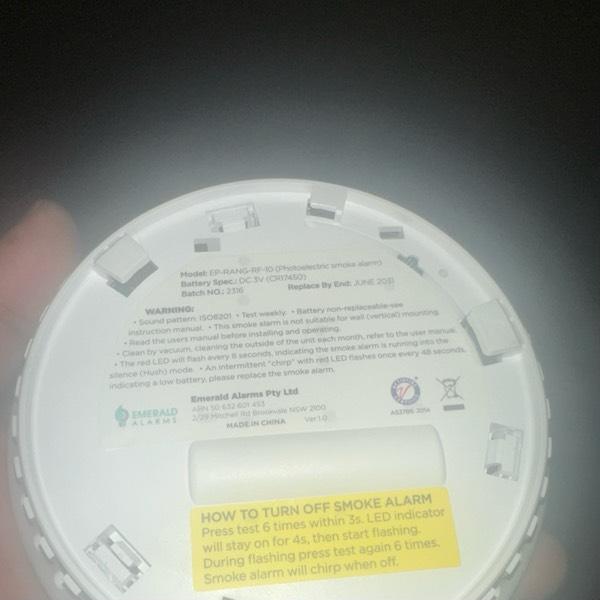 Model: EP-RANG-RF-10 (Photoelectric smoke alarm)
Battery Spec.: DC 3V (CR17450)
Batch NO.: 2316 Replace By End: JUNE 2031
WARNING:
• Sound pattern: ISO8201 • Test weekly. • Battery non-replaceable-see
instruction manual. • This smoke alarm is not suitable for wall (vertical) mounting.
• Read the users manual before installing and operating.
• Clean by vacuum, cleaning the outside of the unit each month, refer to the user manual.
• The red LED will flash every 8 seconds, indicating the smoke alarm is running into the
silence (Hush) mode. • An intermittent "chirp" with red LED flashes once every 48 seconds,
indicating a low battery, please replace the smoke alarm.
EMERALD
ALARMS
Emerald Alarms Pty Ltd
ABN 50 632 601 453
2/29 Mitchell Rd Brookvale NSW 2100
MADE IN CHINA Ver1.0
AS3786: 2014
HOW TO TURN OFF SMOKE ALARM
Press test 6 times within 3s. LED indicator
will stay on for 4s, then start flashing.
During flashing press test again 6 times.
Smoke alarm will chirp when off.